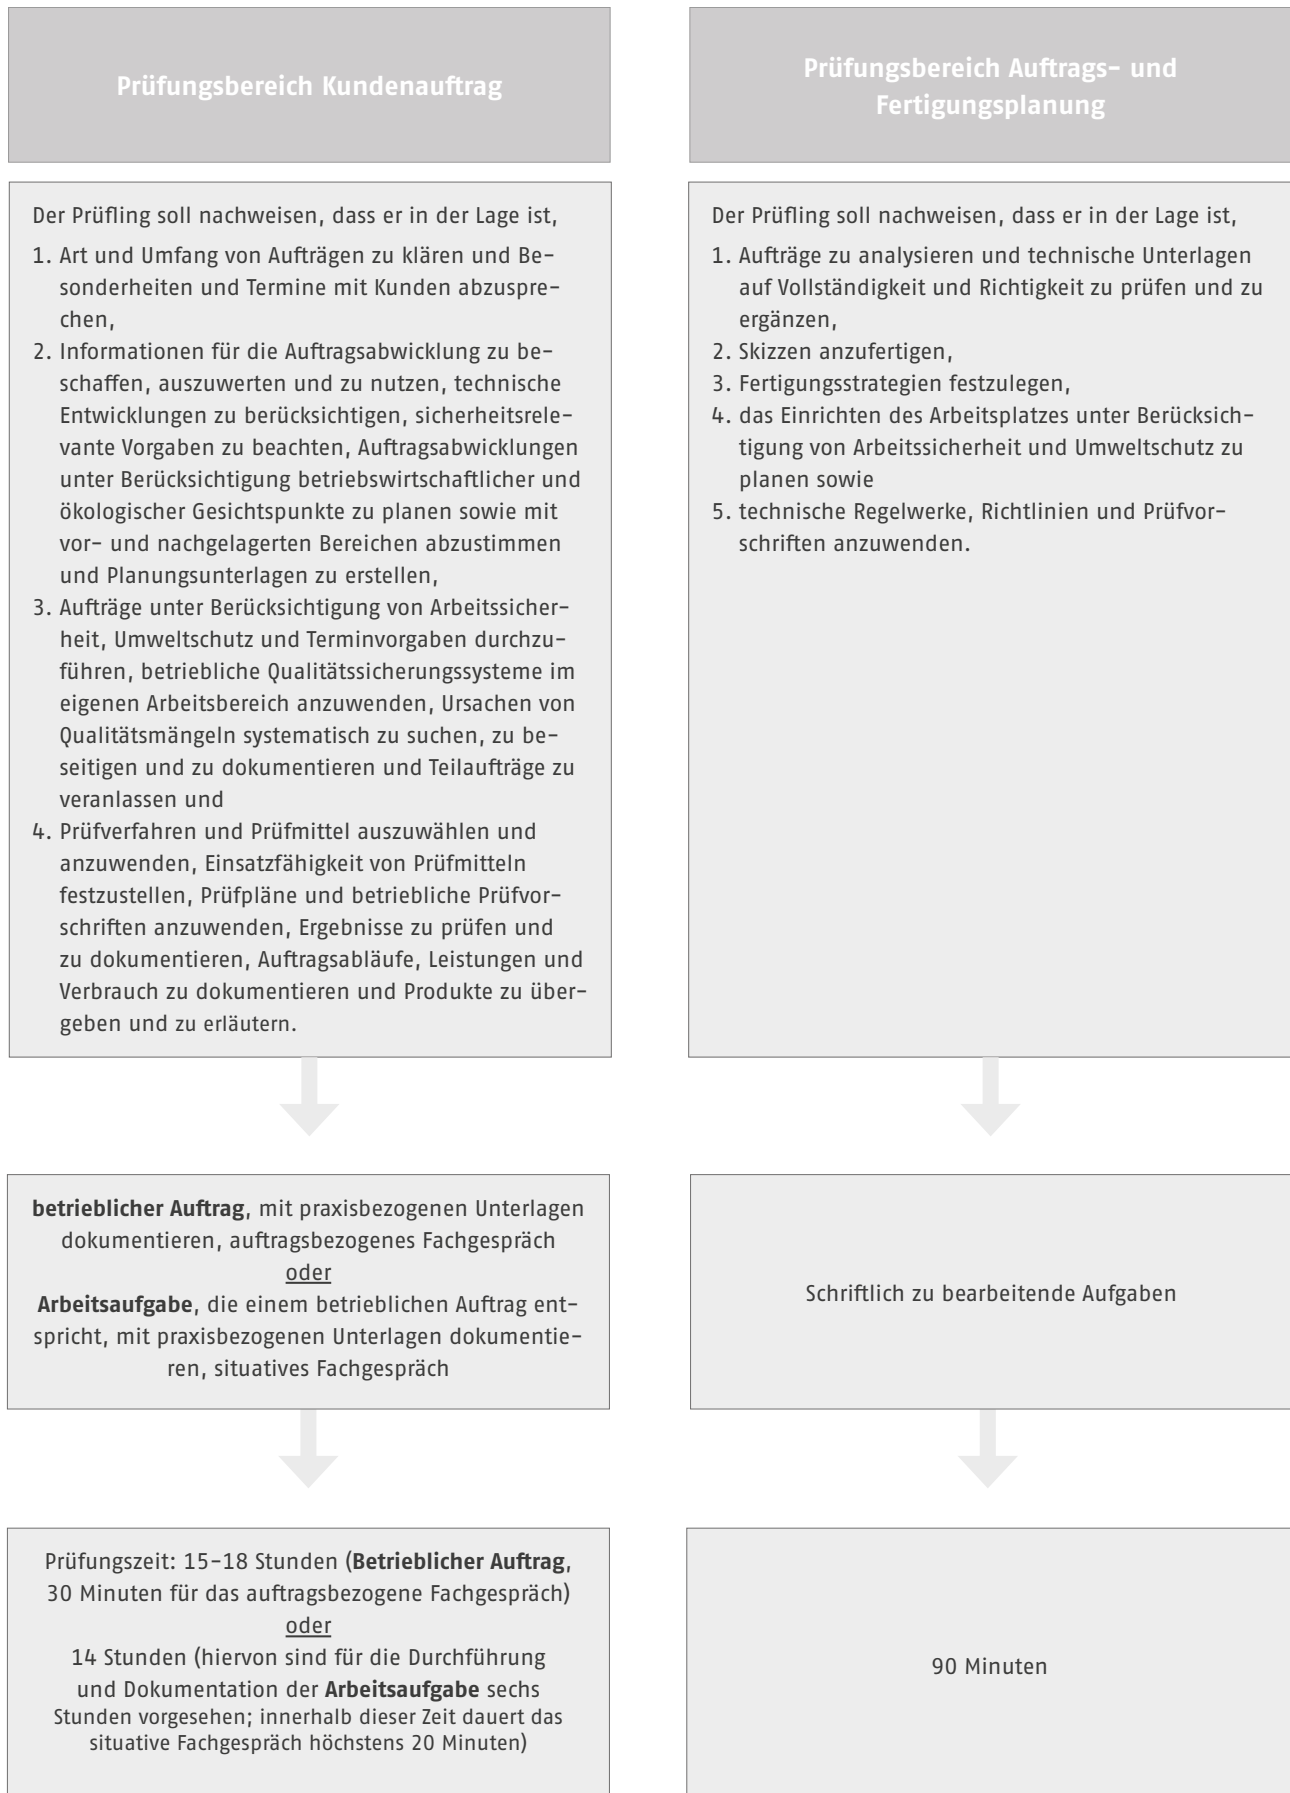 Prüfungsbereich Kundenauftrag
Der Prüfling soll nachweisen, dass er in der Lage ist,
1. Art und Umfang von Aufträgen zu klären und Be-
sonderheiten und Termine mit Kunden abzuspre-
chen,
2. Informationen für die Auftragsabwicklung zu be-
schaffen, auszuwerten und zu nutzen, technische
Entwicklungen zu berücksichtigen, sicherheitsrele-
vante Vorgaben zu beachten, Auftragsabwicklungen
unter Berücksichtigung betriebswirtschaftlicher und
ökologischer Gesichtspunkte zu planen sowie mit
vor- und nachgelagerten Bereichen abzustimmen
und Planungsunterlagen zu erstellen,
3. Aufträge unter Berücksichtigung von Arbeitssicher-
heit, Umweltschutz und Terminvorgaben durchzu-
führen, betriebliche Qualitätssicherungssysteme im
eigenen Arbeitsbereich anzuwenden, Ursachen von
Qualitätsmängeln systematisch zu suchen, zu be-
seitigen und zu dokumentieren und Teilaufträge zu
veranlassen und
4. Prüfverfahren und Prüfmittel auszuwählen und
anzuwenden, Einsatzfähigkeit von Prüfmitteln
festzustellen, Prüfpläne und betriebliche Prüfvor-
schriften anzuwenden, Ergebnisse zu prüfen und
zu dokumentieren, Auftragsabläufe, Leistungen und
Verbrauch zu dokumentieren und Produkte zu über-
geben und zu erläutern.
betrieblicher Auftrag, mit praxisbezogenen Unterlagen
dokumentieren, auftragsbezogenes Fachgespräch
oder
Arbeitsaufgabe, die einem betrieblichen Auftrag ent-
spricht, mit praxisbezogenen Unterlagen dokumentie-
ren, situatives Fachgespräch
Prüfungszeit: 15-18 Stunden (Betrieblicher Auftrag,
30 Minuten für das auftragsbezogene Fachgespräch)
oder
14 Stunden (hiervon sind für die Durchführung
und Dokumentation der Arbeitsaufgabe sechs
Stunden vorgesehen; innerhalb dieser Zeit dauert das
situative Fachgespräch höchstens 20 Minuten)
Prüfungsbereich Auftrags- und
Fertigungsplanung
Der Prüfling soll nachweisen, dass er in der Lage ist,
1. Aufträge zu analysieren und technische Unterlagen
auf Vollständigkeit und Richtigkeit zu prüfen und zu
ergänzen,
2. Skizzen anzufertigen,
3. Fertigungsstrategien festzulegen,
4. das Einrichten des Arbeitsplatzes unter Berücksich-
tigung von Arbeitssicherheit und Umweltschutz zu
planen sowie
5. technische Regelwerke, Richtlinien und Prüfvor-
schriften anzuwenden.
Schriftlich zu bearbeitende Aufgaben
90 Minuten